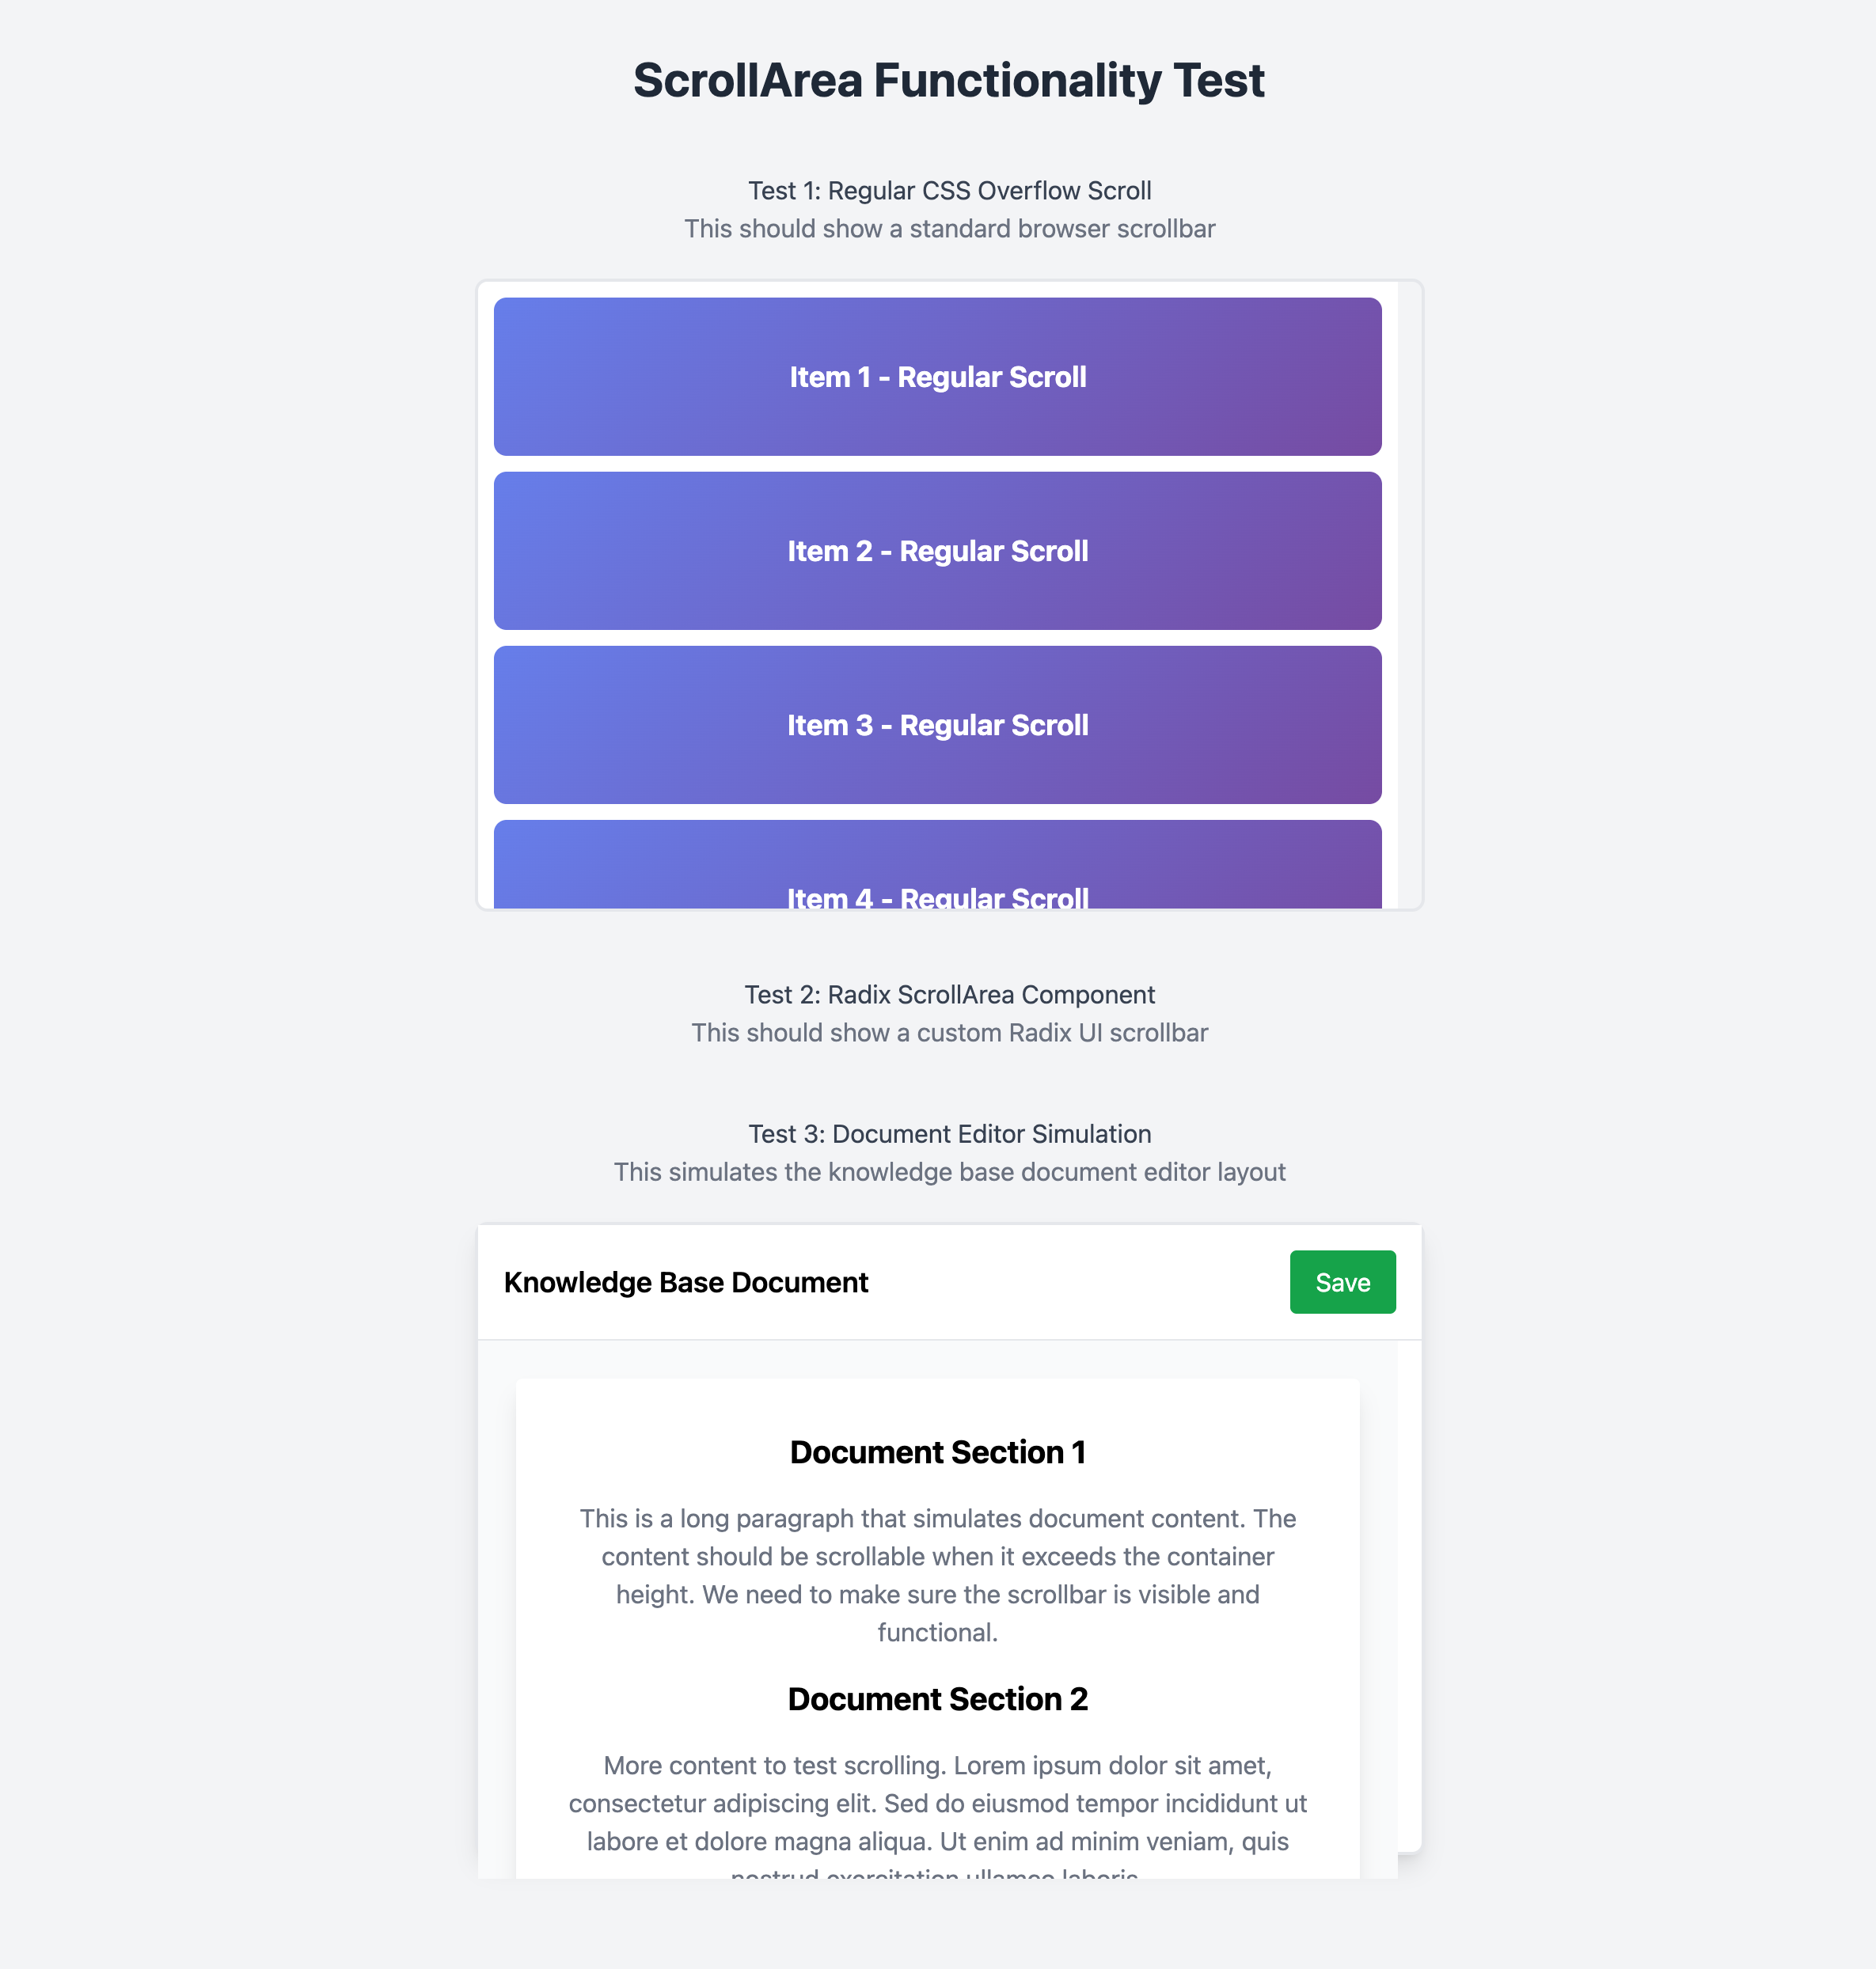 ScrollArea Functionality Test
Test 1: Regular CSS Overflow Scroll
This should show a standard browser scrollbar
Item 1 - Regular Scroll
Item 2 - Regular Scroll
Item 3 - Regular Scroll
Item 4 - Regular Scroll
Test 2: Radix ScrollArea Component
This should show a custom Radix UI scrollbar
Test 3: Document Editor Simulation
This simulates the knowledge base document editor layout
Knowledge Base Document
Save
Document Section 1
This is a long paragraph that simulates document content. The
content should be scrollable when it exceeds the container
height. We need to make sure the scrollbar is visible and
functional.
Document Section 2
More content to test scrolling. Lorem ipsum dolor sit amet,
consectetur adipiscing elit. Sed do eiusmod tempor incididunt ut
labore et dolore magna aliqua. Ut enim ad minim veniam, quis
nostrud exercitation ullamco laboris.